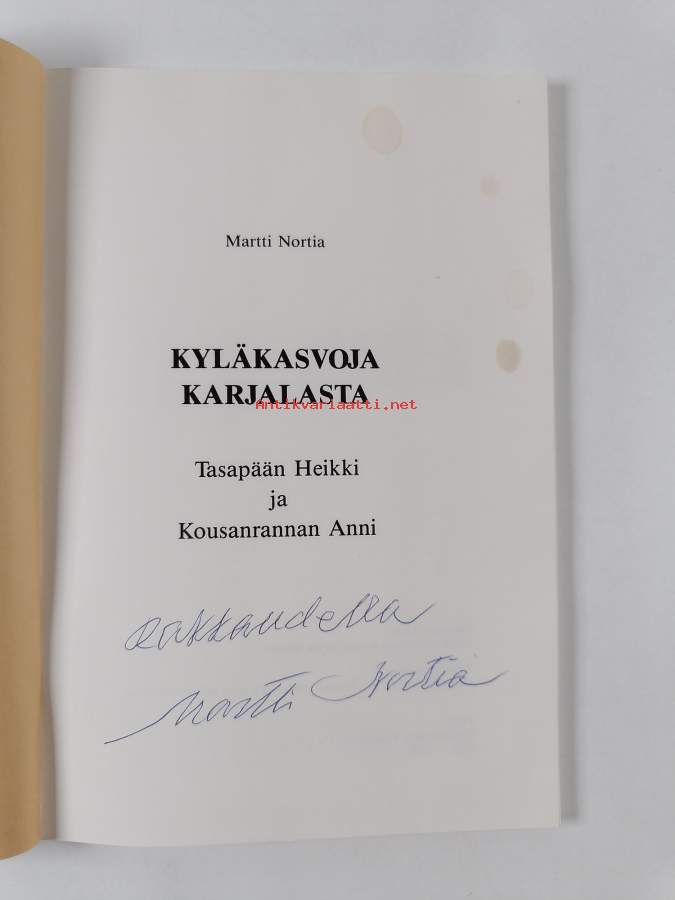 Martti Nortia
KYLÄKASVOJA
KARJALASTA
Antikvariaatti.net
Tasapään Heikki
ja
Kousanrannan Anni
Rakkaudella
Martti Nortia